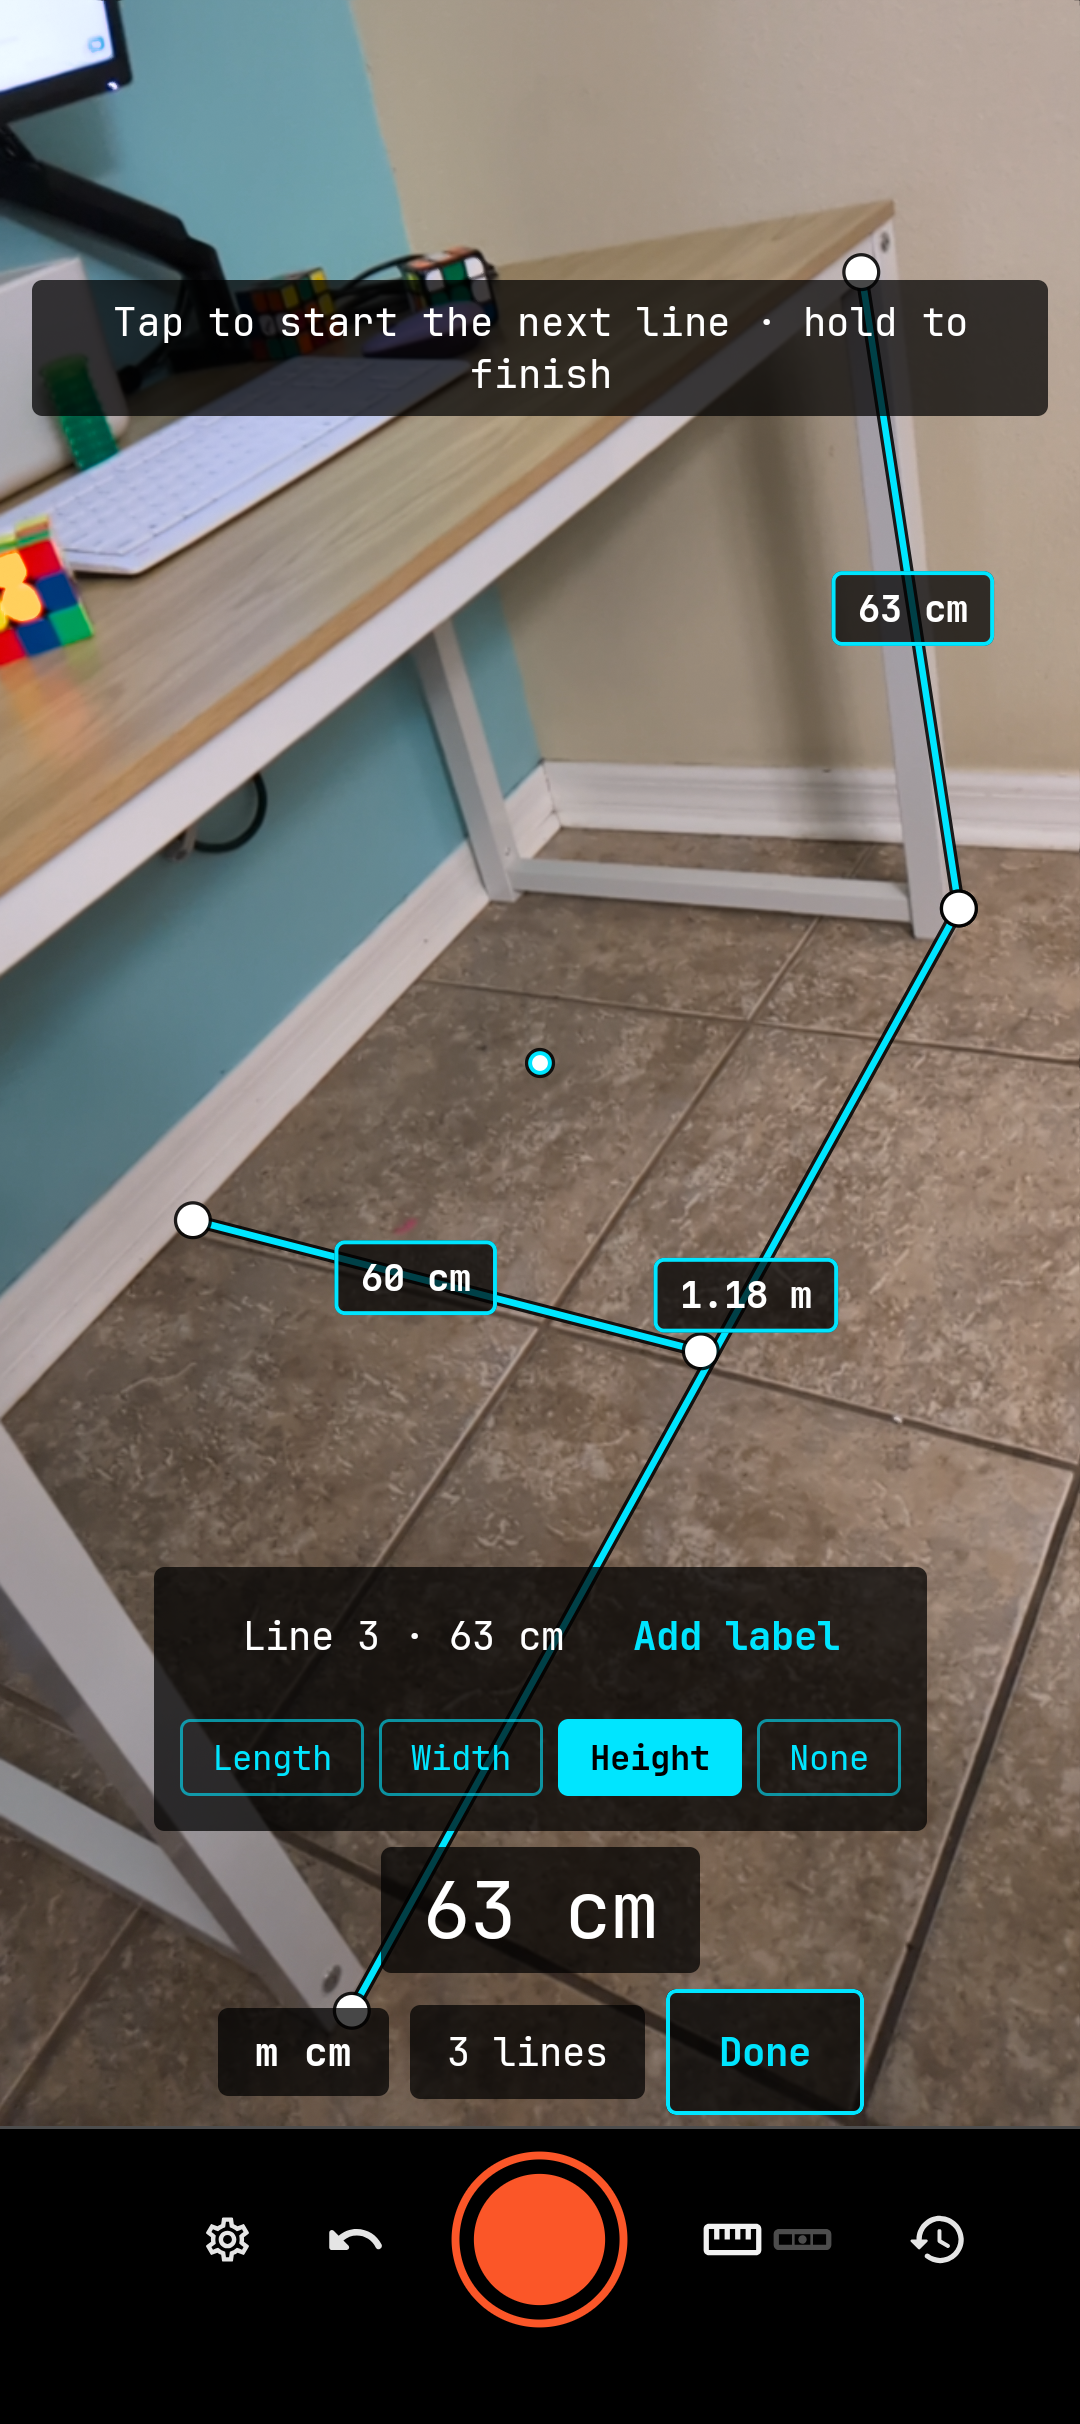 Tap to start the next line · hold to
finish
63 cm
60 cm
1.18 m
Line 3 · 63 cm Add label
Length Width Height None
63 cm
m cm 3 lines Done